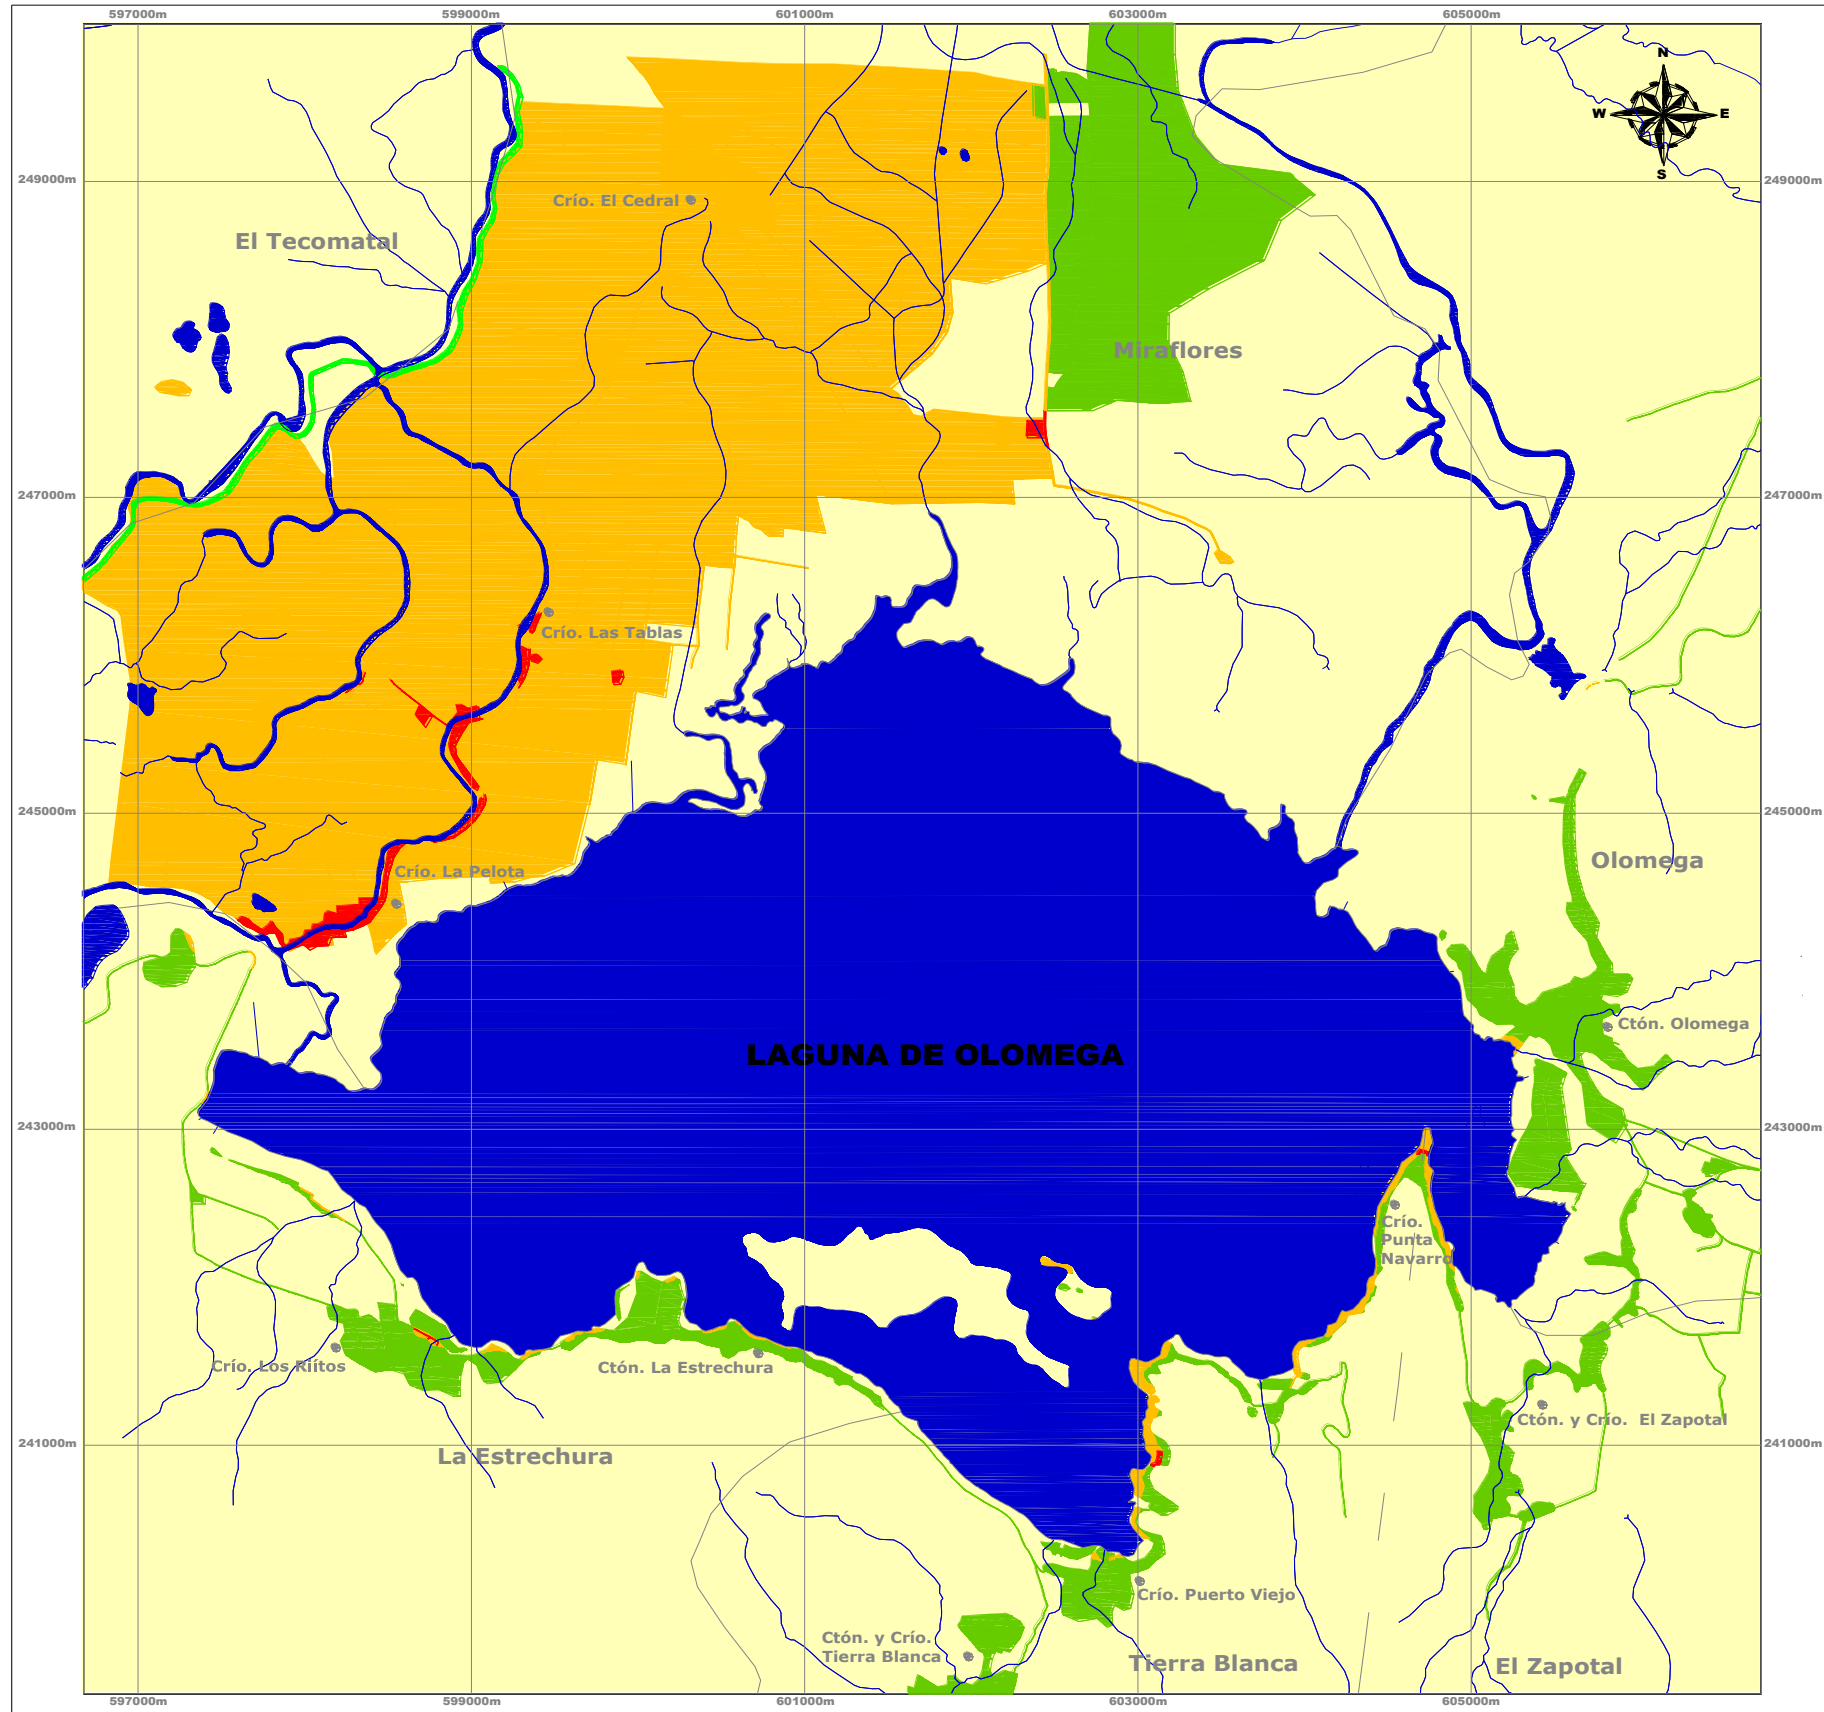 597000m
599000m
601000m
603000m
605000m
N
W
E
S
249000m
249000m
Crío. El Cedral
El Tecomatal
Miraflores
247000m
247000m
Crío. Las Tablas
245000m
245000m
Olomega
Crío. La Pelota
Ctón. Olomega
LAGUNA DE OLOMEGA
243000m
243000m
Crío.
Punta
Navarro
Crío. Los Riítos
Ctón. La Estrechura
Ctón. y Crío. El Zapotal
241000m
241000m
La Estrechura
Crío. Puerto Viejo
Ctón. y Crío.
Tierra Blanca
Tierra Blanca
El Zapotal
597000m
599000m
601000m
603000m
605000m